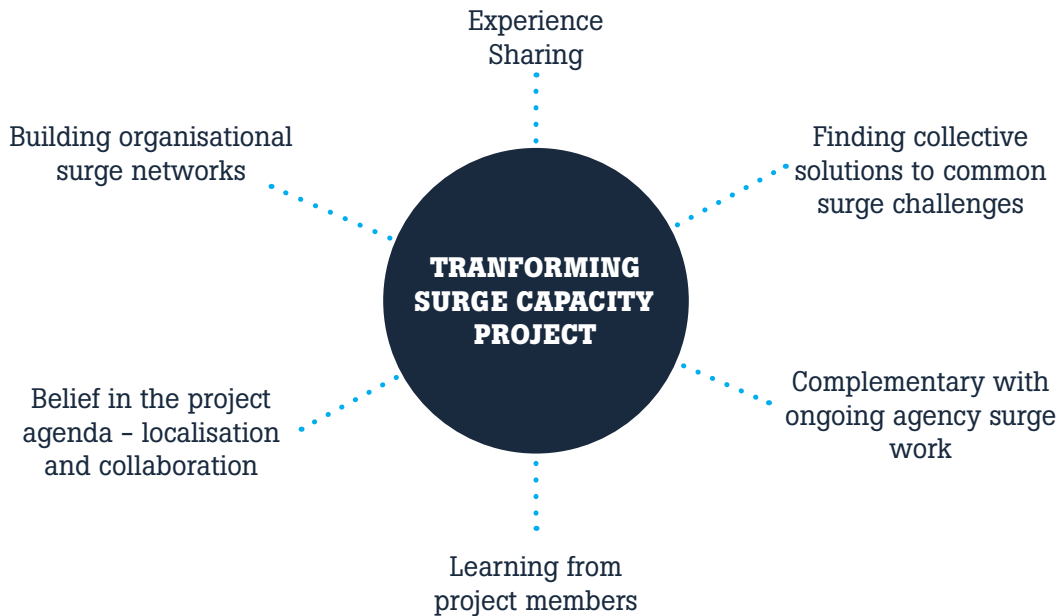 Experience
Sharing
Building organisational
surge networks
Finding collective
solutions to common
surge challenges
TRANFORMING
SURGE CAPACITY
PROJECT
Belief in the project
agenda – localisation
and collaboration
Complementary with
ongoing agency surge
work
Learning from
project members